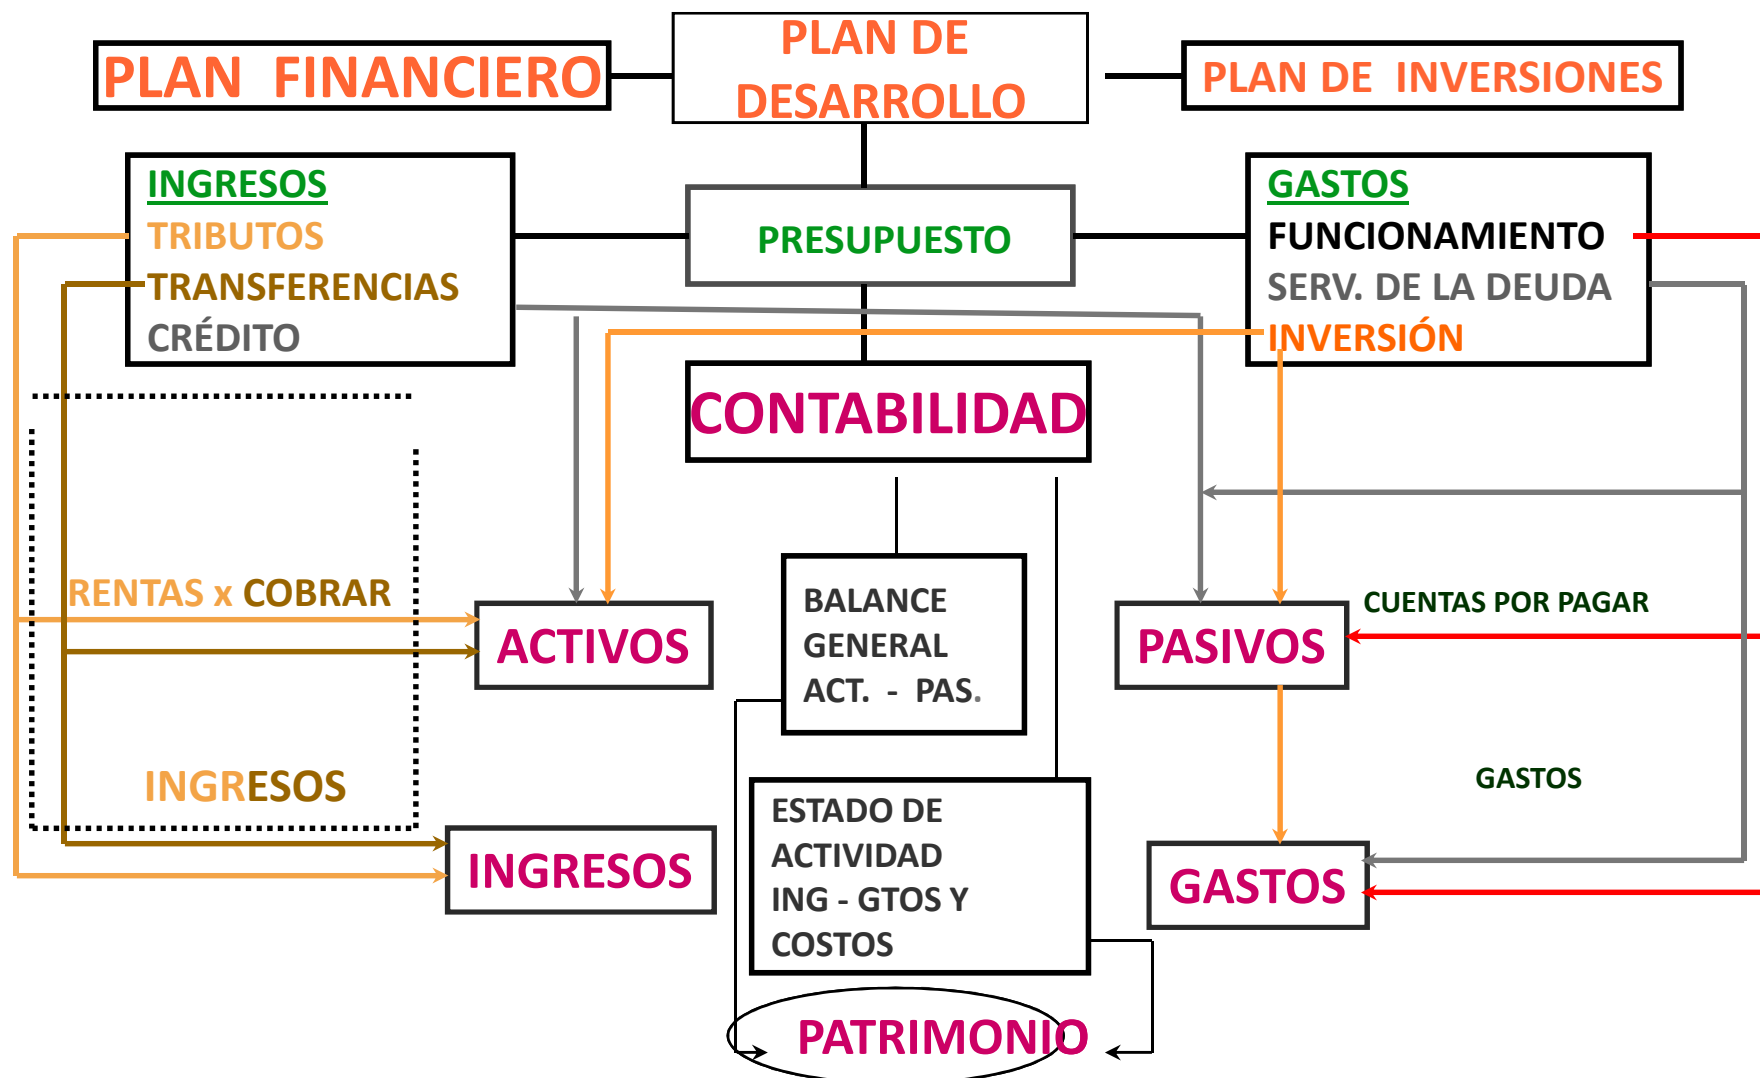 PLAN FINANCIERO
PLAN DE
DESARROLLO
PLAN DE INVERSIONES
INGRESOS
TRIBUTOS
TRANSFERENCIAS
CRÉDITO
PRESUPUESTO
GASTOS
FUNCIONAMIENTO
SERV. DE LA DEUDA
INVERSIÓN
CONTABILIDAD
RENTAS x COBRAR
ACTIVOS
BALANCE
GENERAL
ACT. - PAS.
PASIVOS
CUENTAS POR PAGAR
INGRESOS
GASTOS
INGRESOS
ESTADO DE
ACTIVIDAD
ING - GTOS Y
COSTOS
GASTOS
PATRIMONIO